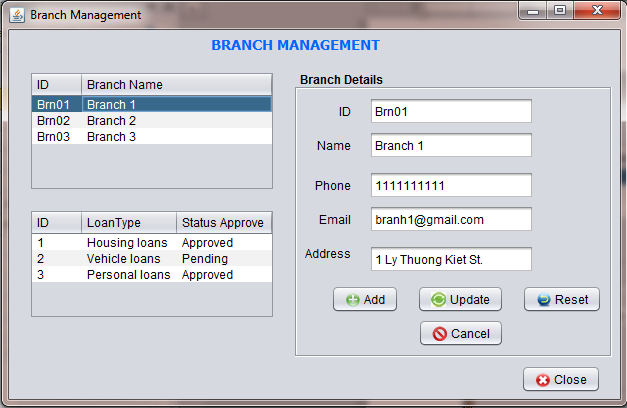 Branch Management
BRANCH MANAGEMENT
ID Branch Name
Brn01 Branch 1
Brn02 Branch 2
Brn03 Branch 3
ID LoanType Status Approve
1 Housing loans Approved
2 Vehicle loans Pending
3 Personal loans Approved
Branch Details
ID Brn01
Name Branch 1
Phone 1111111111
Email branh1@gmail.com
Address 1 Ly Thuong Kiet St.
Add Update Reset
Cancel
Close